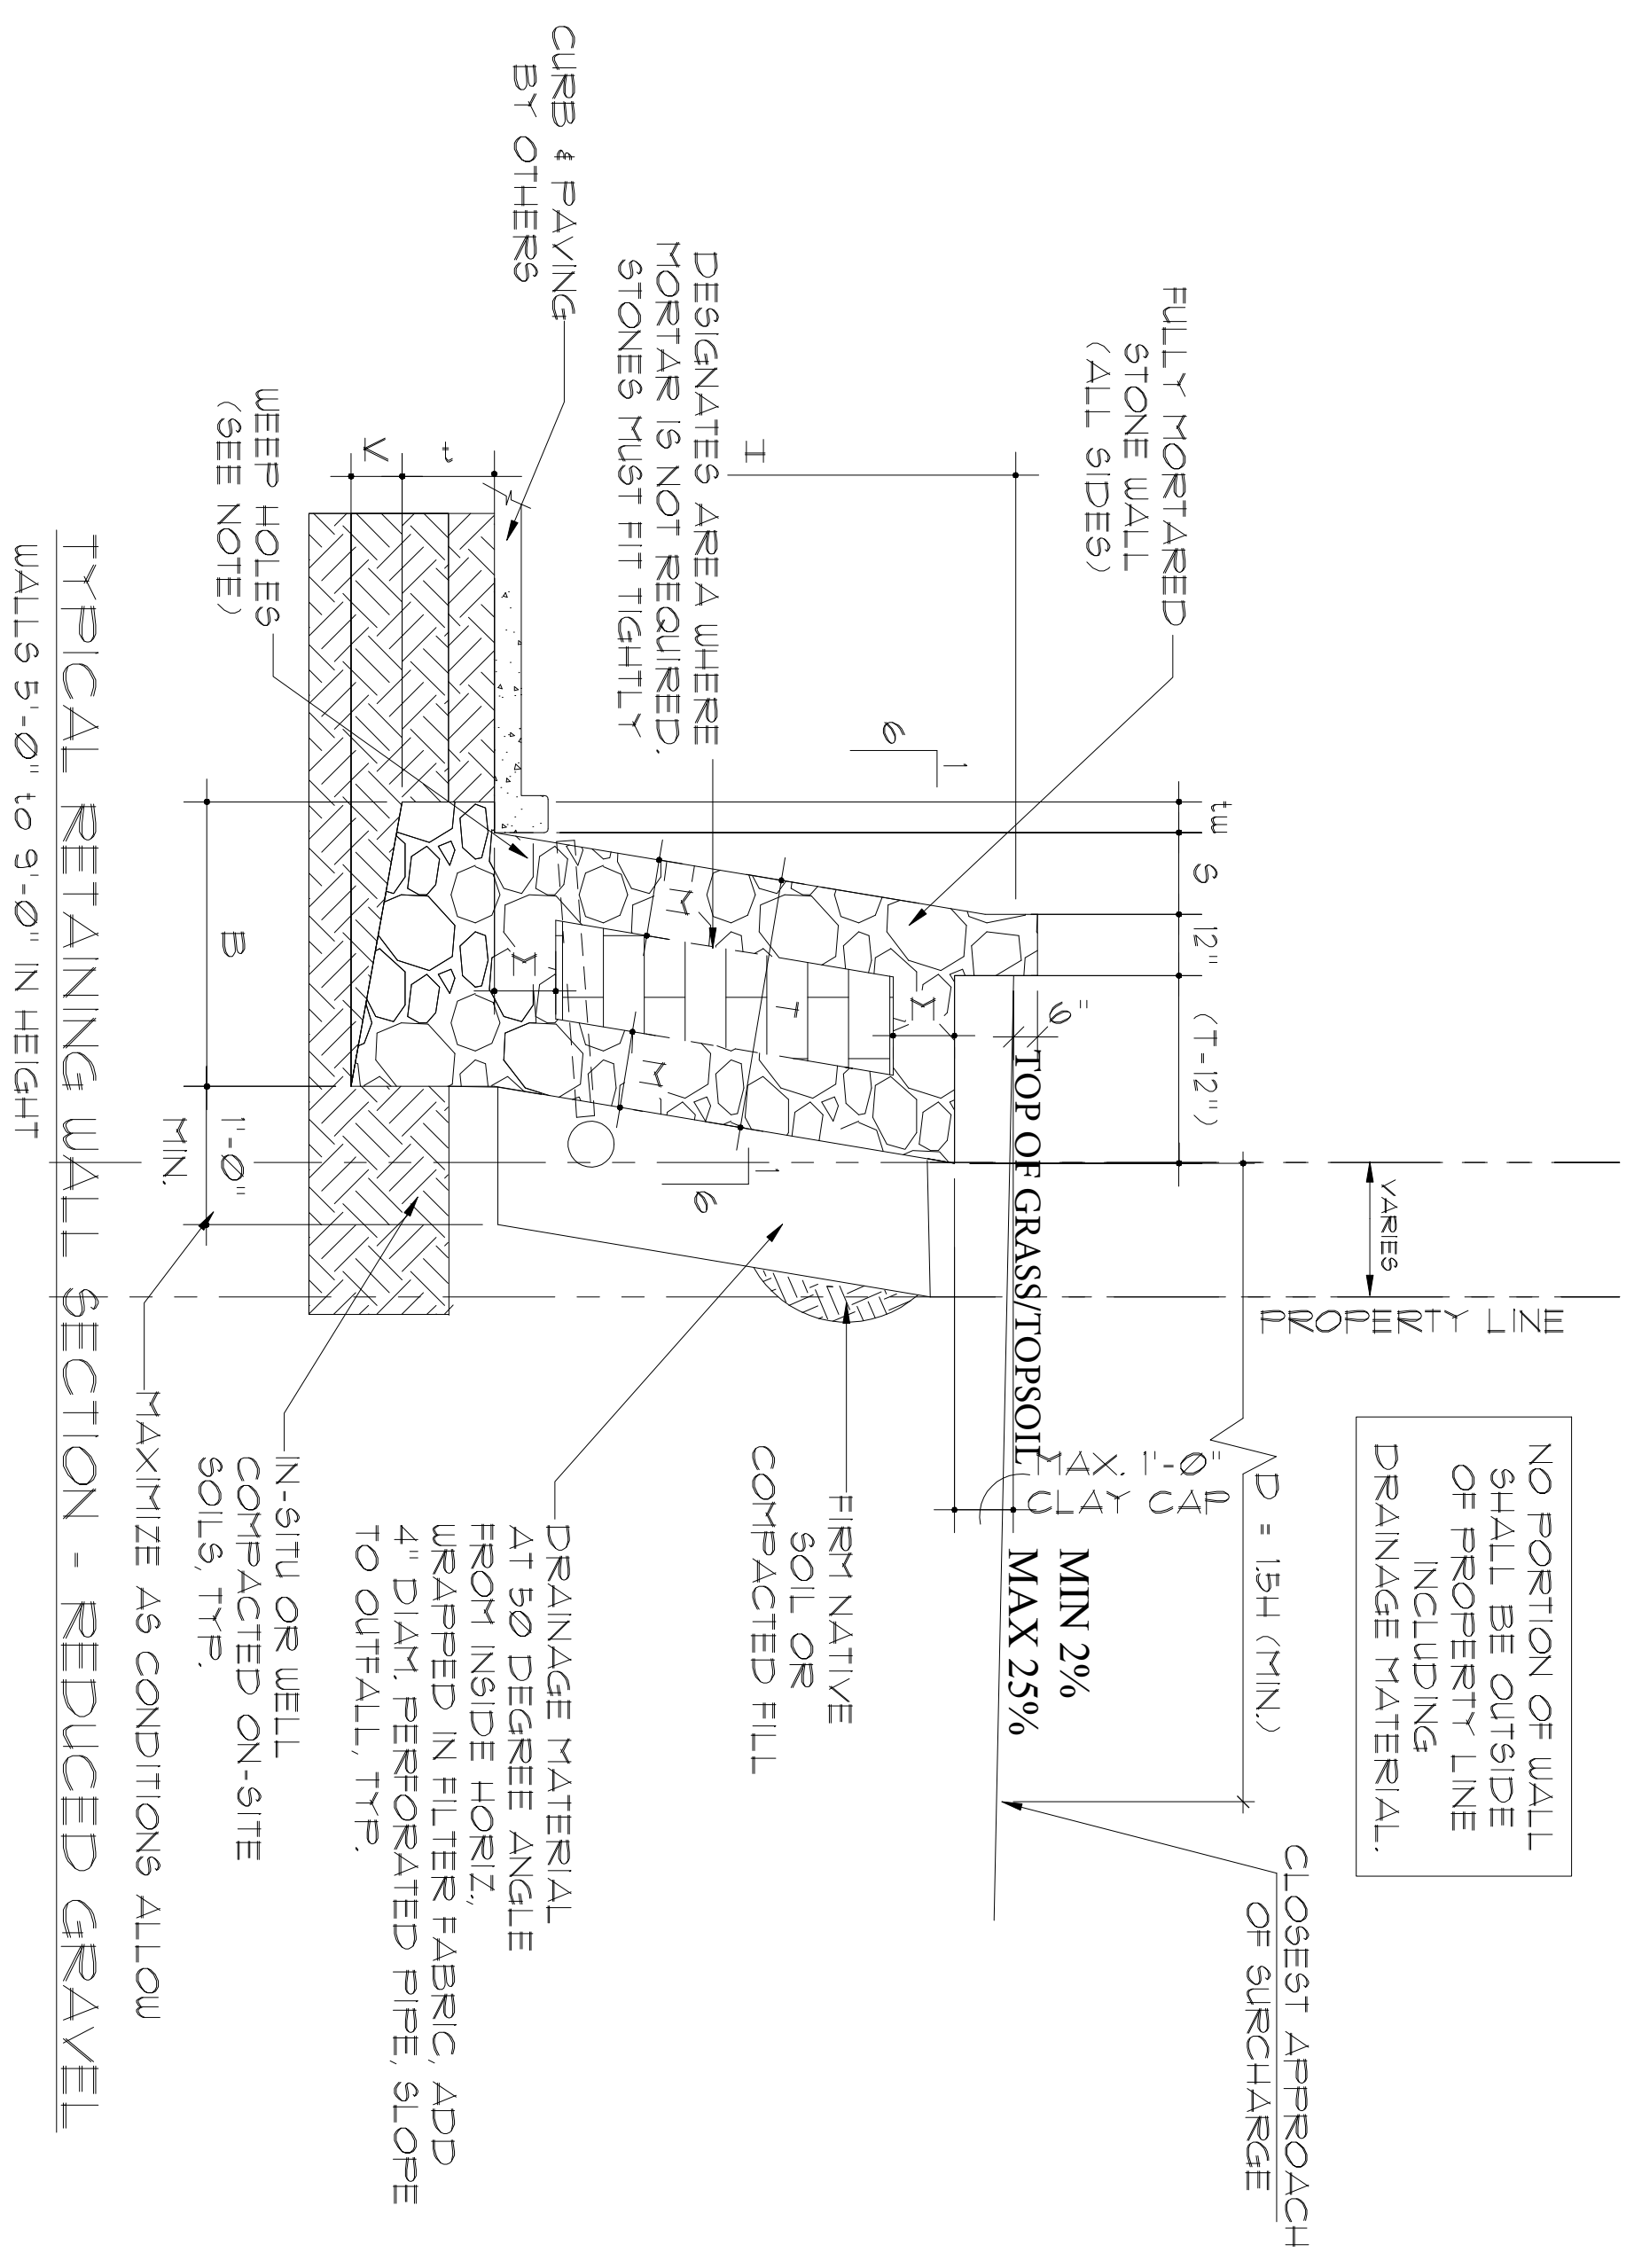 NO PORTION OF WALL
SHALL BE OUTSIDE
OF PROPERTY LINE
INCLUDING
DRAINAGE MATERIAL.
VARIES
PROPERTY LINE
CLOSEST APPROACH
OF SURCHARGE
D = 1.5H (MIN.)
tw
S
12"
(T-12")
FULLY MORTARED
STONE WALL
(ALL SIDES)
6"
TOP OF GRASS/TOPSOIL
MAX. 1'-0"
CLAY CAP
MIN 2%
MAX 25%
1
6
H
M
T
M
M
M
DESIGNATES AREA WHERE
MORTAR IS NOT REQUIRED.
STONES MUST FIT TIGHTLY
FIRM NATIVE
SOIL OR
COMPACTED FILL
1
6
CURB & PAVING
BY OTHERS
DRAINAGE MATERIAL
AT 50 DEGREE ANGLE
FROM INSIDE HORIZ.,
WRAPPED IN FILTER FABRIC, ADD
4" DIAM. PERFORATED PIPE, SLOPE
TO OUTFALL, TYP.
t
K
WEEP HOLES
(SEE NOTE)
IN-SITU OR WELL
COMPACTED ON-SITE
SOILS, TYP.
B
1'-0"
MIN.
MAXIMIZE AS CONDITIONS ALLOW
TYPICAL RETAINING WALL SECTION - REDUCED GRAVEL
WALLS 5'-0" to 9'-0" IN HEIGHT